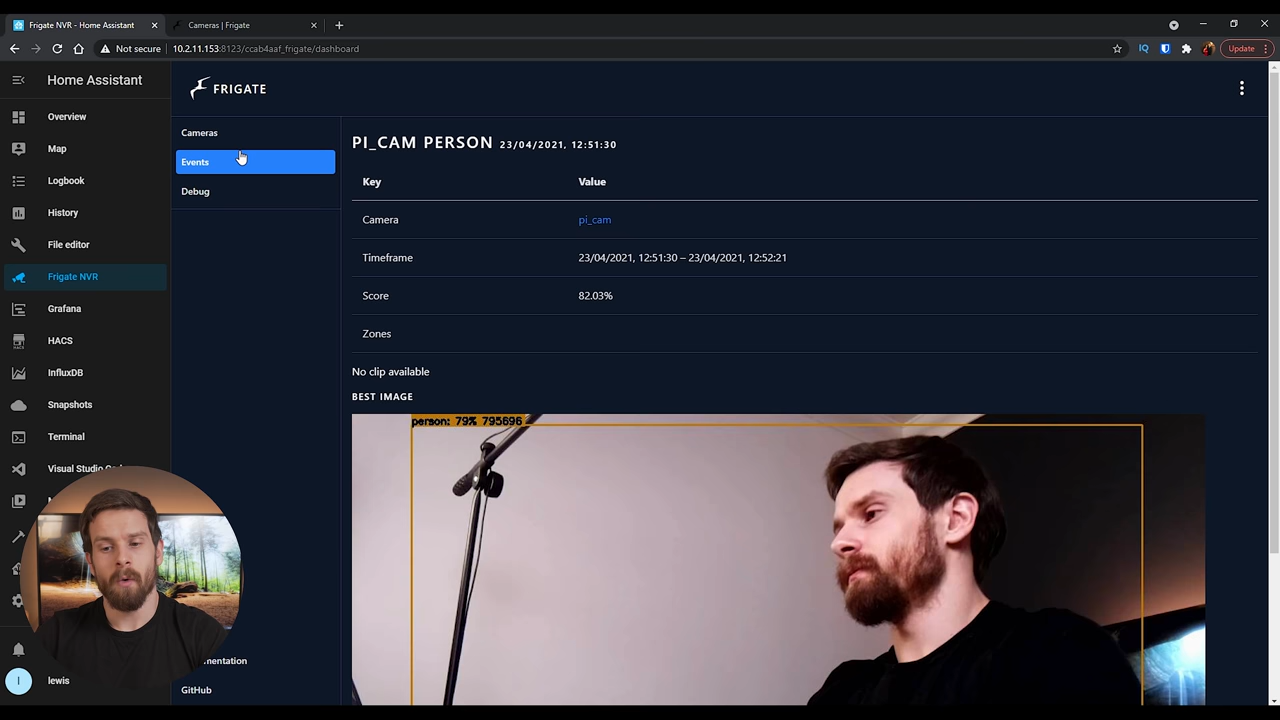 Frigate NVR - Home Assistant
Cameras | Frigate
Not secure
10.2.11.153:8123/ccab4aaf_frigate/dashboard
IQ
Update
Home Assistant
Overview
Map
Logbook
History
File editor
Frigate NVR
Grafana
HACS
InfluxDB
Snapshots
Terminal
Visual Studio
l
lewis
FRIGATE
Cameras
Events
Debug
GitHub
PI_CAM PERSON 23/04/2021, 12:51:30
Key Value
Camera pi_cam
Timeframe 23/04/2021, 12:51:30 – 23/04/2021, 12:52:21
Score 82.03%
Zones
No clip available
BEST IMAGE
person: 79% 795696